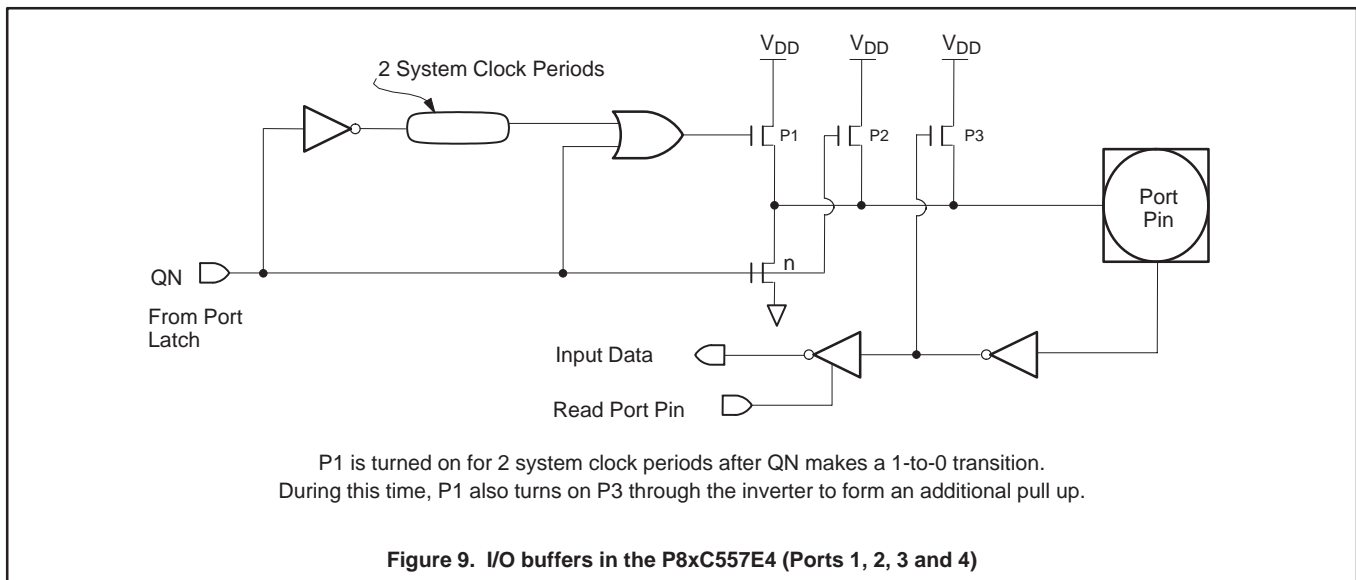 V_DD V_DD V_DD
2 System Clock Periods
P1 P2 P3
Port
Pin
QN
n
From Port
Latch
Input Data
Read Port Pin
P1 is turned on for 2 system clock periods after QN makes a 1-to-0 transition.
During this time, P1 also turns on P3 through the inverter to form an additional pull up.
Figure 9. I/O buffers in the P8xC557E4 (Ports 1, 2, 3 and 4)